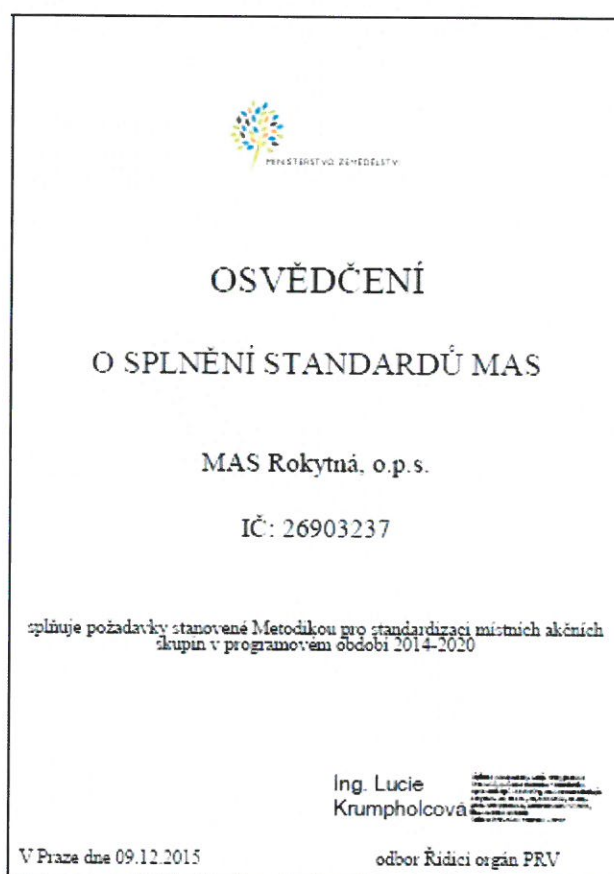 MINISTERSTVO ZEMĚDĚLSTVÍ
OSVĚDČENÍ
O SPLNĚNÍ STANDARDŮ MAS
MAS Rokytná, o.p.s.
IČ: 26903237
splňuje požadavky stanovené Metodikou pro standardizaci místních akčních
skupin v programovém období 2014-2020
Ing. Lucie
Krumpholcová
V Praze dne 09.12.2015
odbor Řídicí orgán PRV